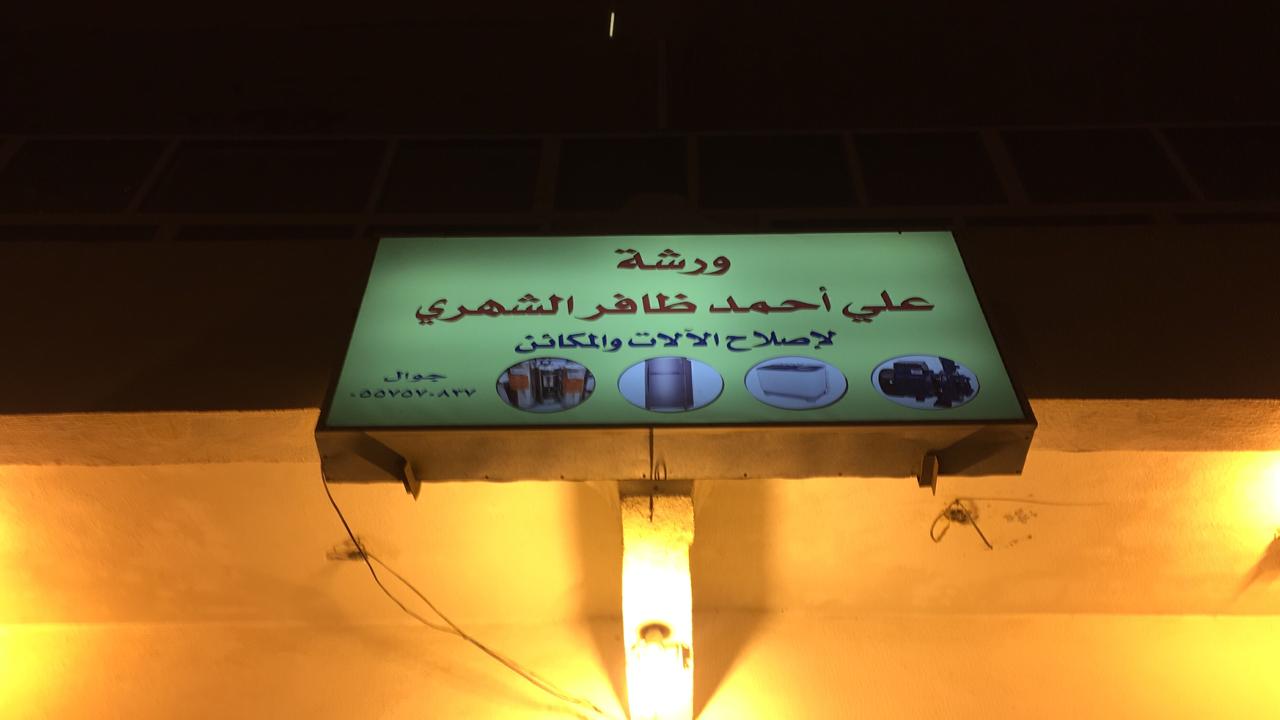 ورشة
علي أحمد ظافر الشهري
لإصلاح الآلات والمكائن
جوال
٠٥٥٧٥٧٠٨٣٧